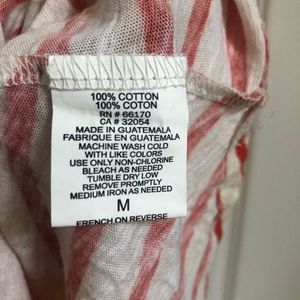 100% COTTON
100% COTON
RN # 66170
CA # 32054
MADE IN GUATEMALA
FABRIQUE EN GUATEMALA
MACHINE WASH COLD
WITH LIKE COLORS
USE ONLY NON-CHLORINE
BLEACH AS NEEDED
TUMBLE DRY LOW
REMOVE PROMPTLY
MEDIUM IRON AS NEEDED
M
FRENCH ON REVERSE